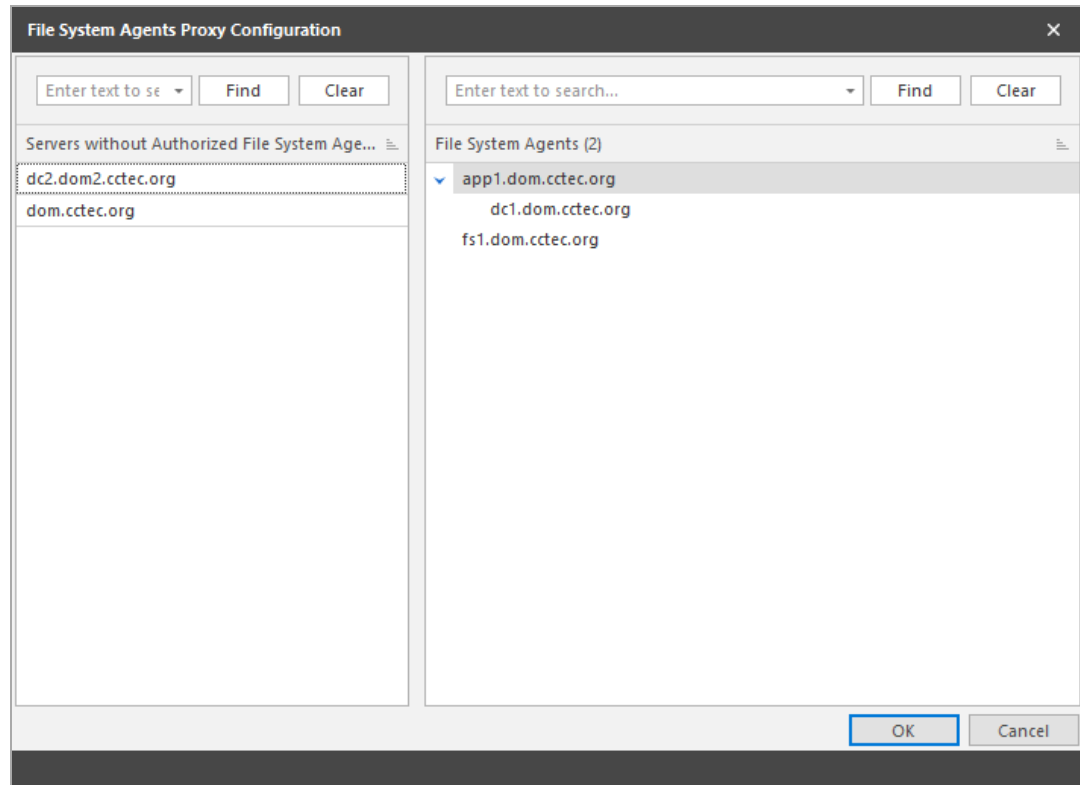 File System Agents Proxy Configuration
Enter text to se Find Clear
Servers without Authorized File System Age...
dc2.dom2.cctec.org
dom.cctec.org
Enter text to search... Find Clear
File System Agents (2)
app1.dom.cctec.org
dc1.dom.cctec.org
fs1.dom.cctec.org
OK Cancel